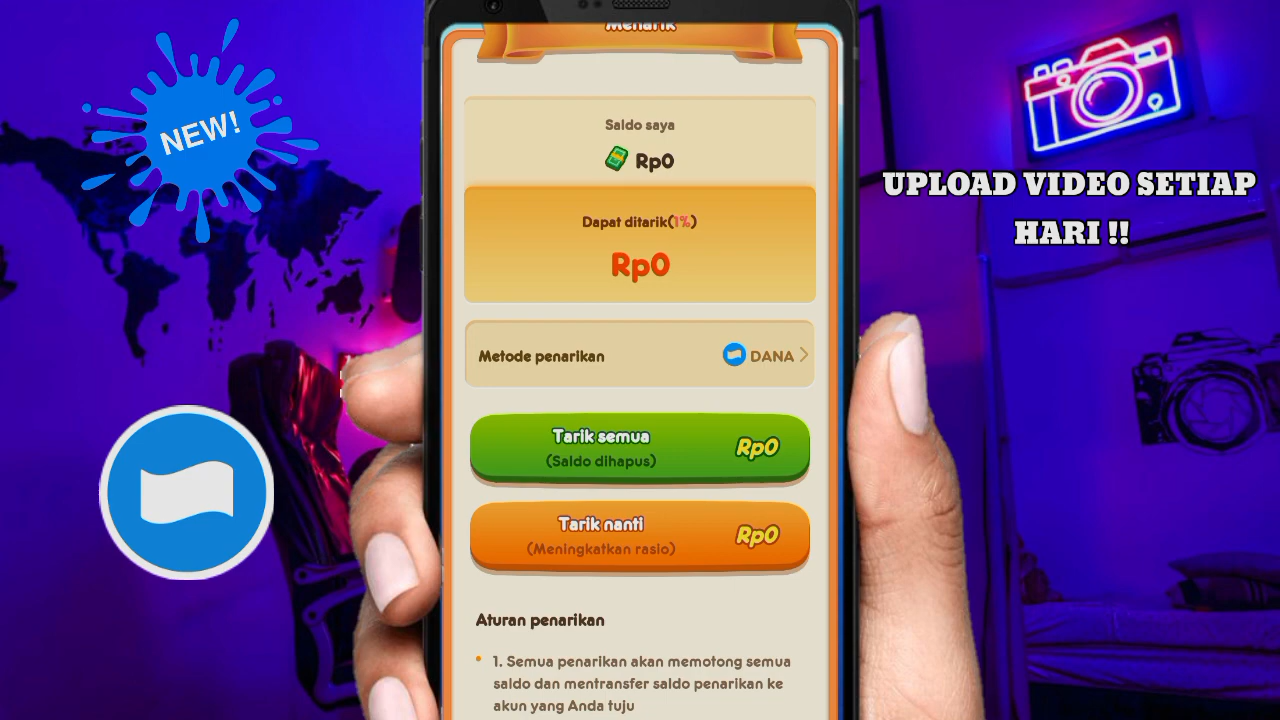 Menarik
NEW!
Saldo saya
Rp0
Dapat ditarik(1%)
Rp0
Metode penarikan
DANA
Tarik semua
(Saldo dihapus)
Rp0
Tarik nanti
(Meningkatkan rasio)
Rp0
Aturan penarikan
1. Semua penarikan akan memotong semua
saldo dan mentransfer saldo penarikan ke
akun yang Anda tuju
UPLOAD VIDEO SETIAP
HARI !!